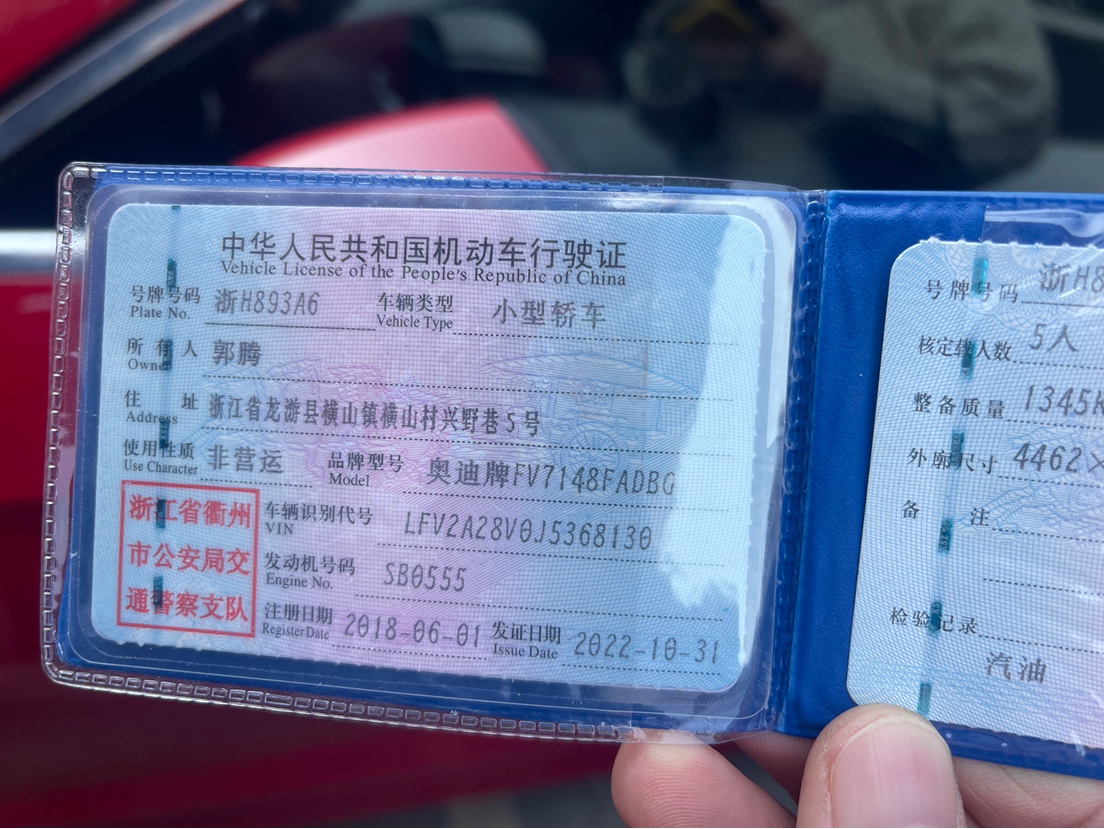 中华人民共和国机动车行驶证
Vehicle License of the People's Republic of China
号牌号码 浙H893A6 车辆类型 小型轿车
Plate No. Vehicle Type
所有人 郭腾
Owner
住址 浙江省龙游县横山镇横山村兴野巷5号
Address
使用性质 非营运 品牌型号 奥迪牌FV7148FADBG
Use Character Model
浙江省衢州
市公安局交
通警察支队
车辆识别代号 LFV2A28V0J5368130
VIN
发动机号码 SB0555
Engine No.
注册日期 2018-06-01 发证日期 2022-10-31
Register Date Issue Date
号牌号码 浙H8
核定载人数 5人
整备质量 1345K
外廓尺寸 4462×
备注
检验记录
汽油